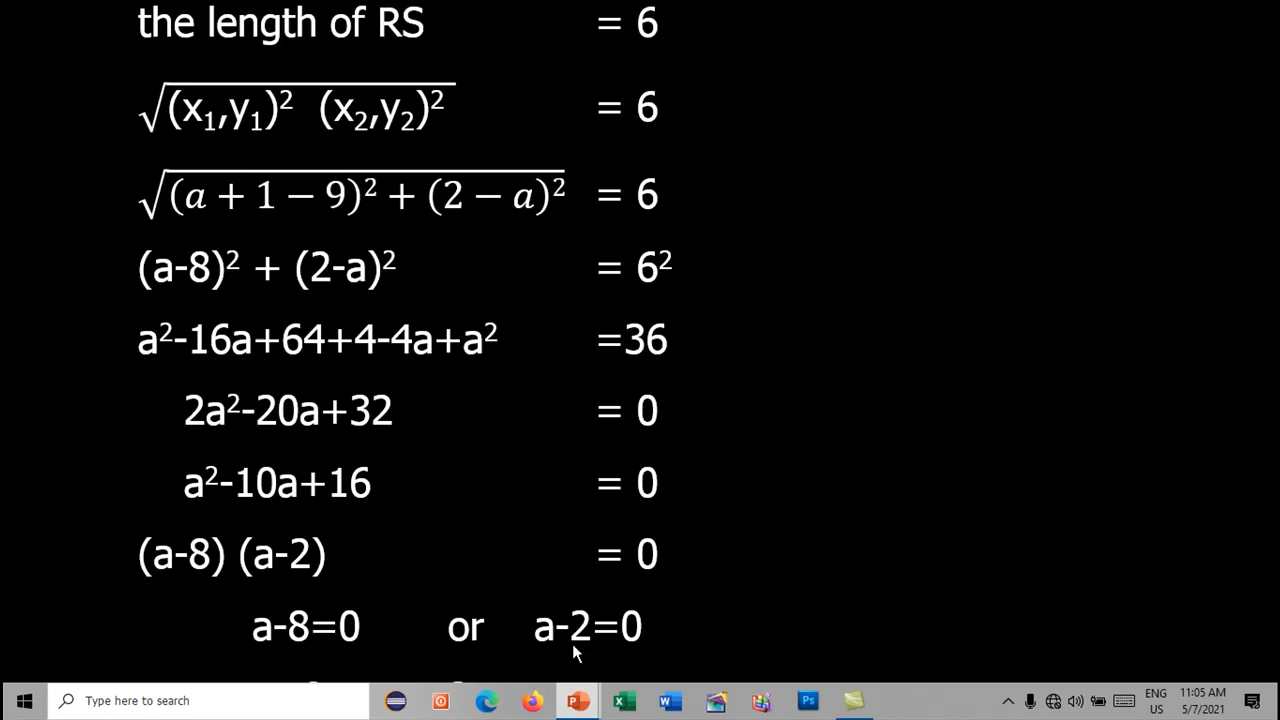 the length of RS = 6
√(x₁,y₁)² (x₂,y₂)² = 6
√(a + 1 − 9)² + (2 − a)² = 6
(a-8)² + (2-a)² = 6²
a²-16a+64+4-4a+a² =36
2a²-20a+32 = 0
a²-10a+16 = 0
(a-8) (a-2) = 0
a-8=0 or a-2=0
Type here to search
ENG 11:05 AM
US 5/7/2021